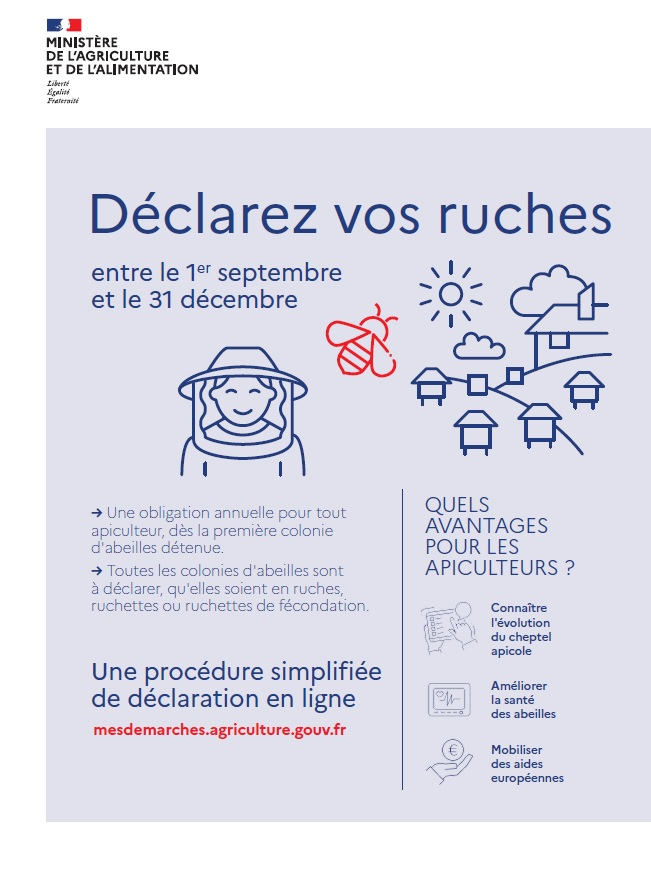 MINISTÈRE
DE L'AGRICULTURE
ET DE L'ALIMENTATION
Liberté
Égalité
Fraternité
Déclarez vos ruches
entre le 1er septembre
et le 31 décembre
→ Une obligation annuelle pour tout
apiculteur, dès la première colonie
d'abeilles détenue.
→ Toutes les colonies d'abeilles sont
à déclarer, qu'elles soient en ruches,
ruchettes ou ruchettes de fécondation.
Une procédure simplifiée
de déclaration en ligne
mesdemarches.agriculture.gouv.fr
QUELS
AVANTAGES
POUR LES
APICULTEURS ?
Connaître
l'évolution
du cheptel
apicole
Améliorer
la santé
des abeilles
€
Mobiliser
des aides
européennes